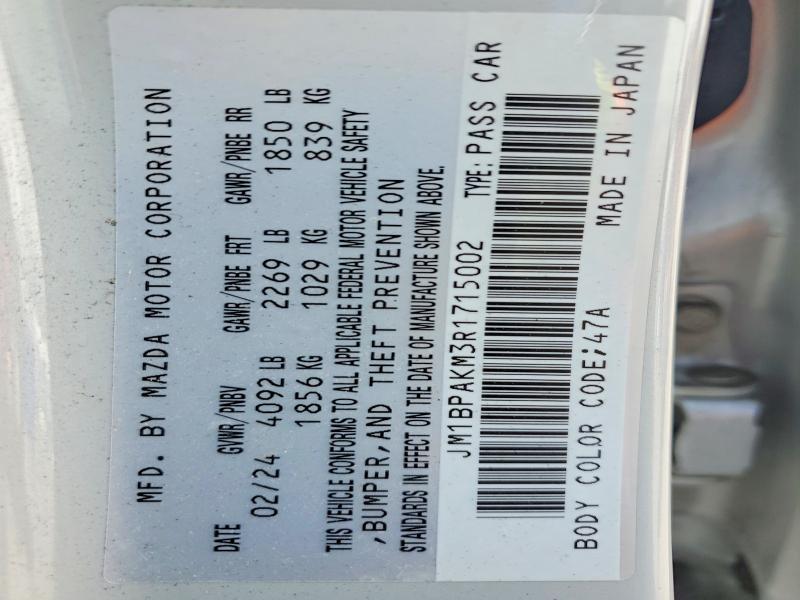 MFD. BY MAZDA MOTOR CORPORATION
DATE GVWR/PNBV GAWR/PNBE FRT GAWR/PNBE RR
02/24 4092 LB 2269 LB 1850 LB
1856 KG 1029 KG 839 KG
THIS VEHICLE CONFORMS TO ALL APPLICABLE FEDERAL MOTOR VEHICLE SAFETY
,BUMPER,AND THEFT PREVENTION
STANDARDS IN EFFECT ON THE DATE OF MANUFACTURE SHOWN ABOVE.
JM1BPAKM3R1715002 TYPE:PASS CAR
BODY COLOR CODE;47A MADE IN JAPAN